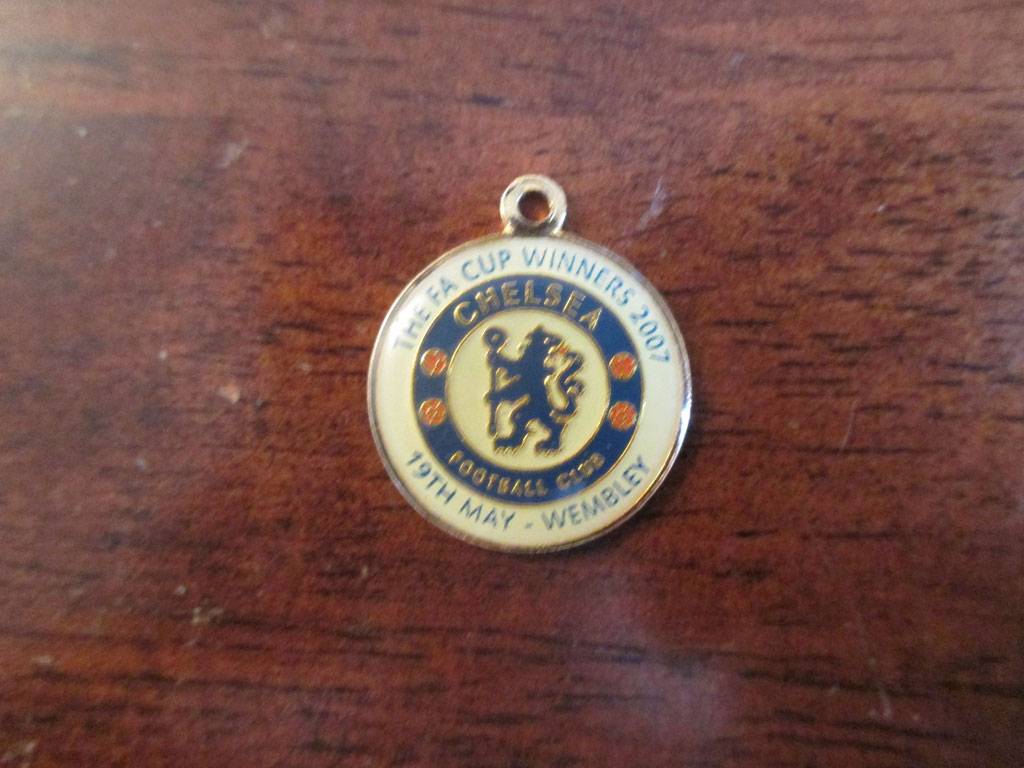 THE FA CUP WINNERS 2007
CHELSEA
FOOTBALL CLUB
19TH MAY - WEMBLEY